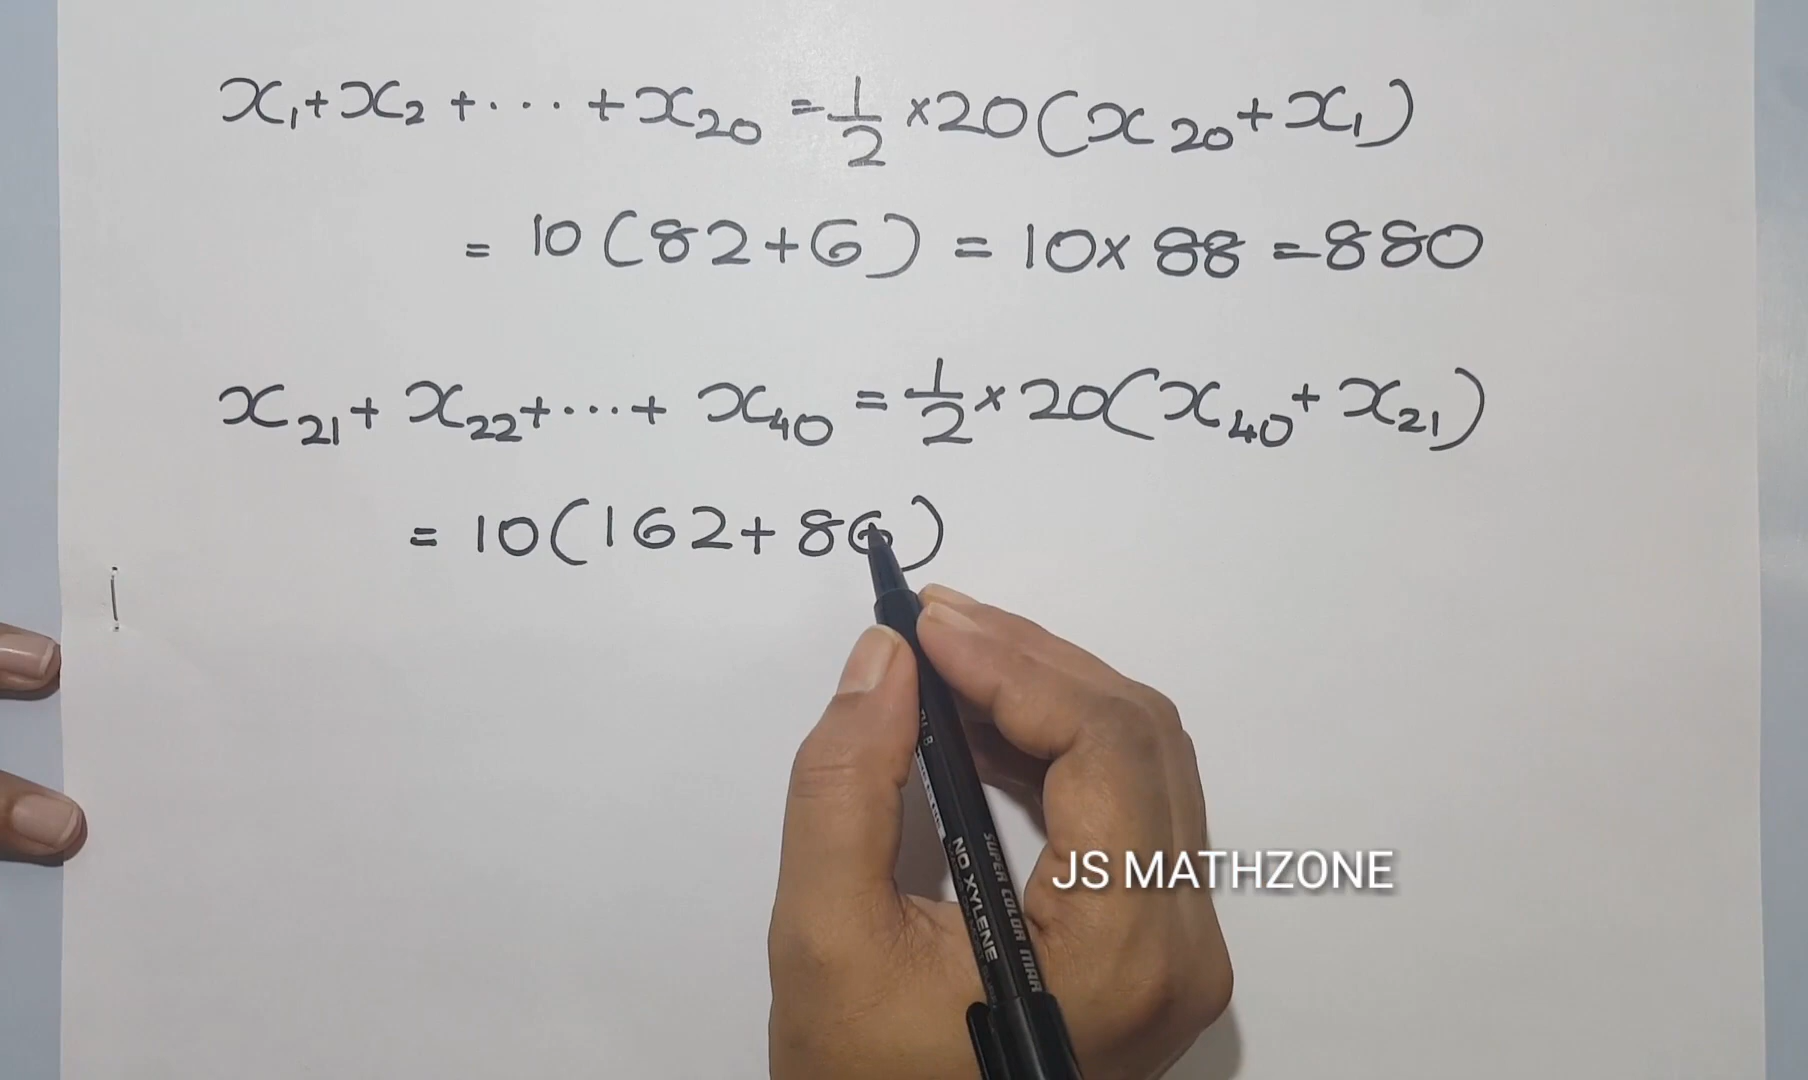 x₁+x₂+...+x₂₀ = 1/2 ×20(x₂₀+x₁)
= 10(82+6) = 10×88 = 880
x₂₁+x₂₂+...+x₄₀ = 1/2 × 20(x₄₀+x₂₁)
= 10(162+86)
JS MATHZONE
SUPER COLOR MAR
NO XYLENE